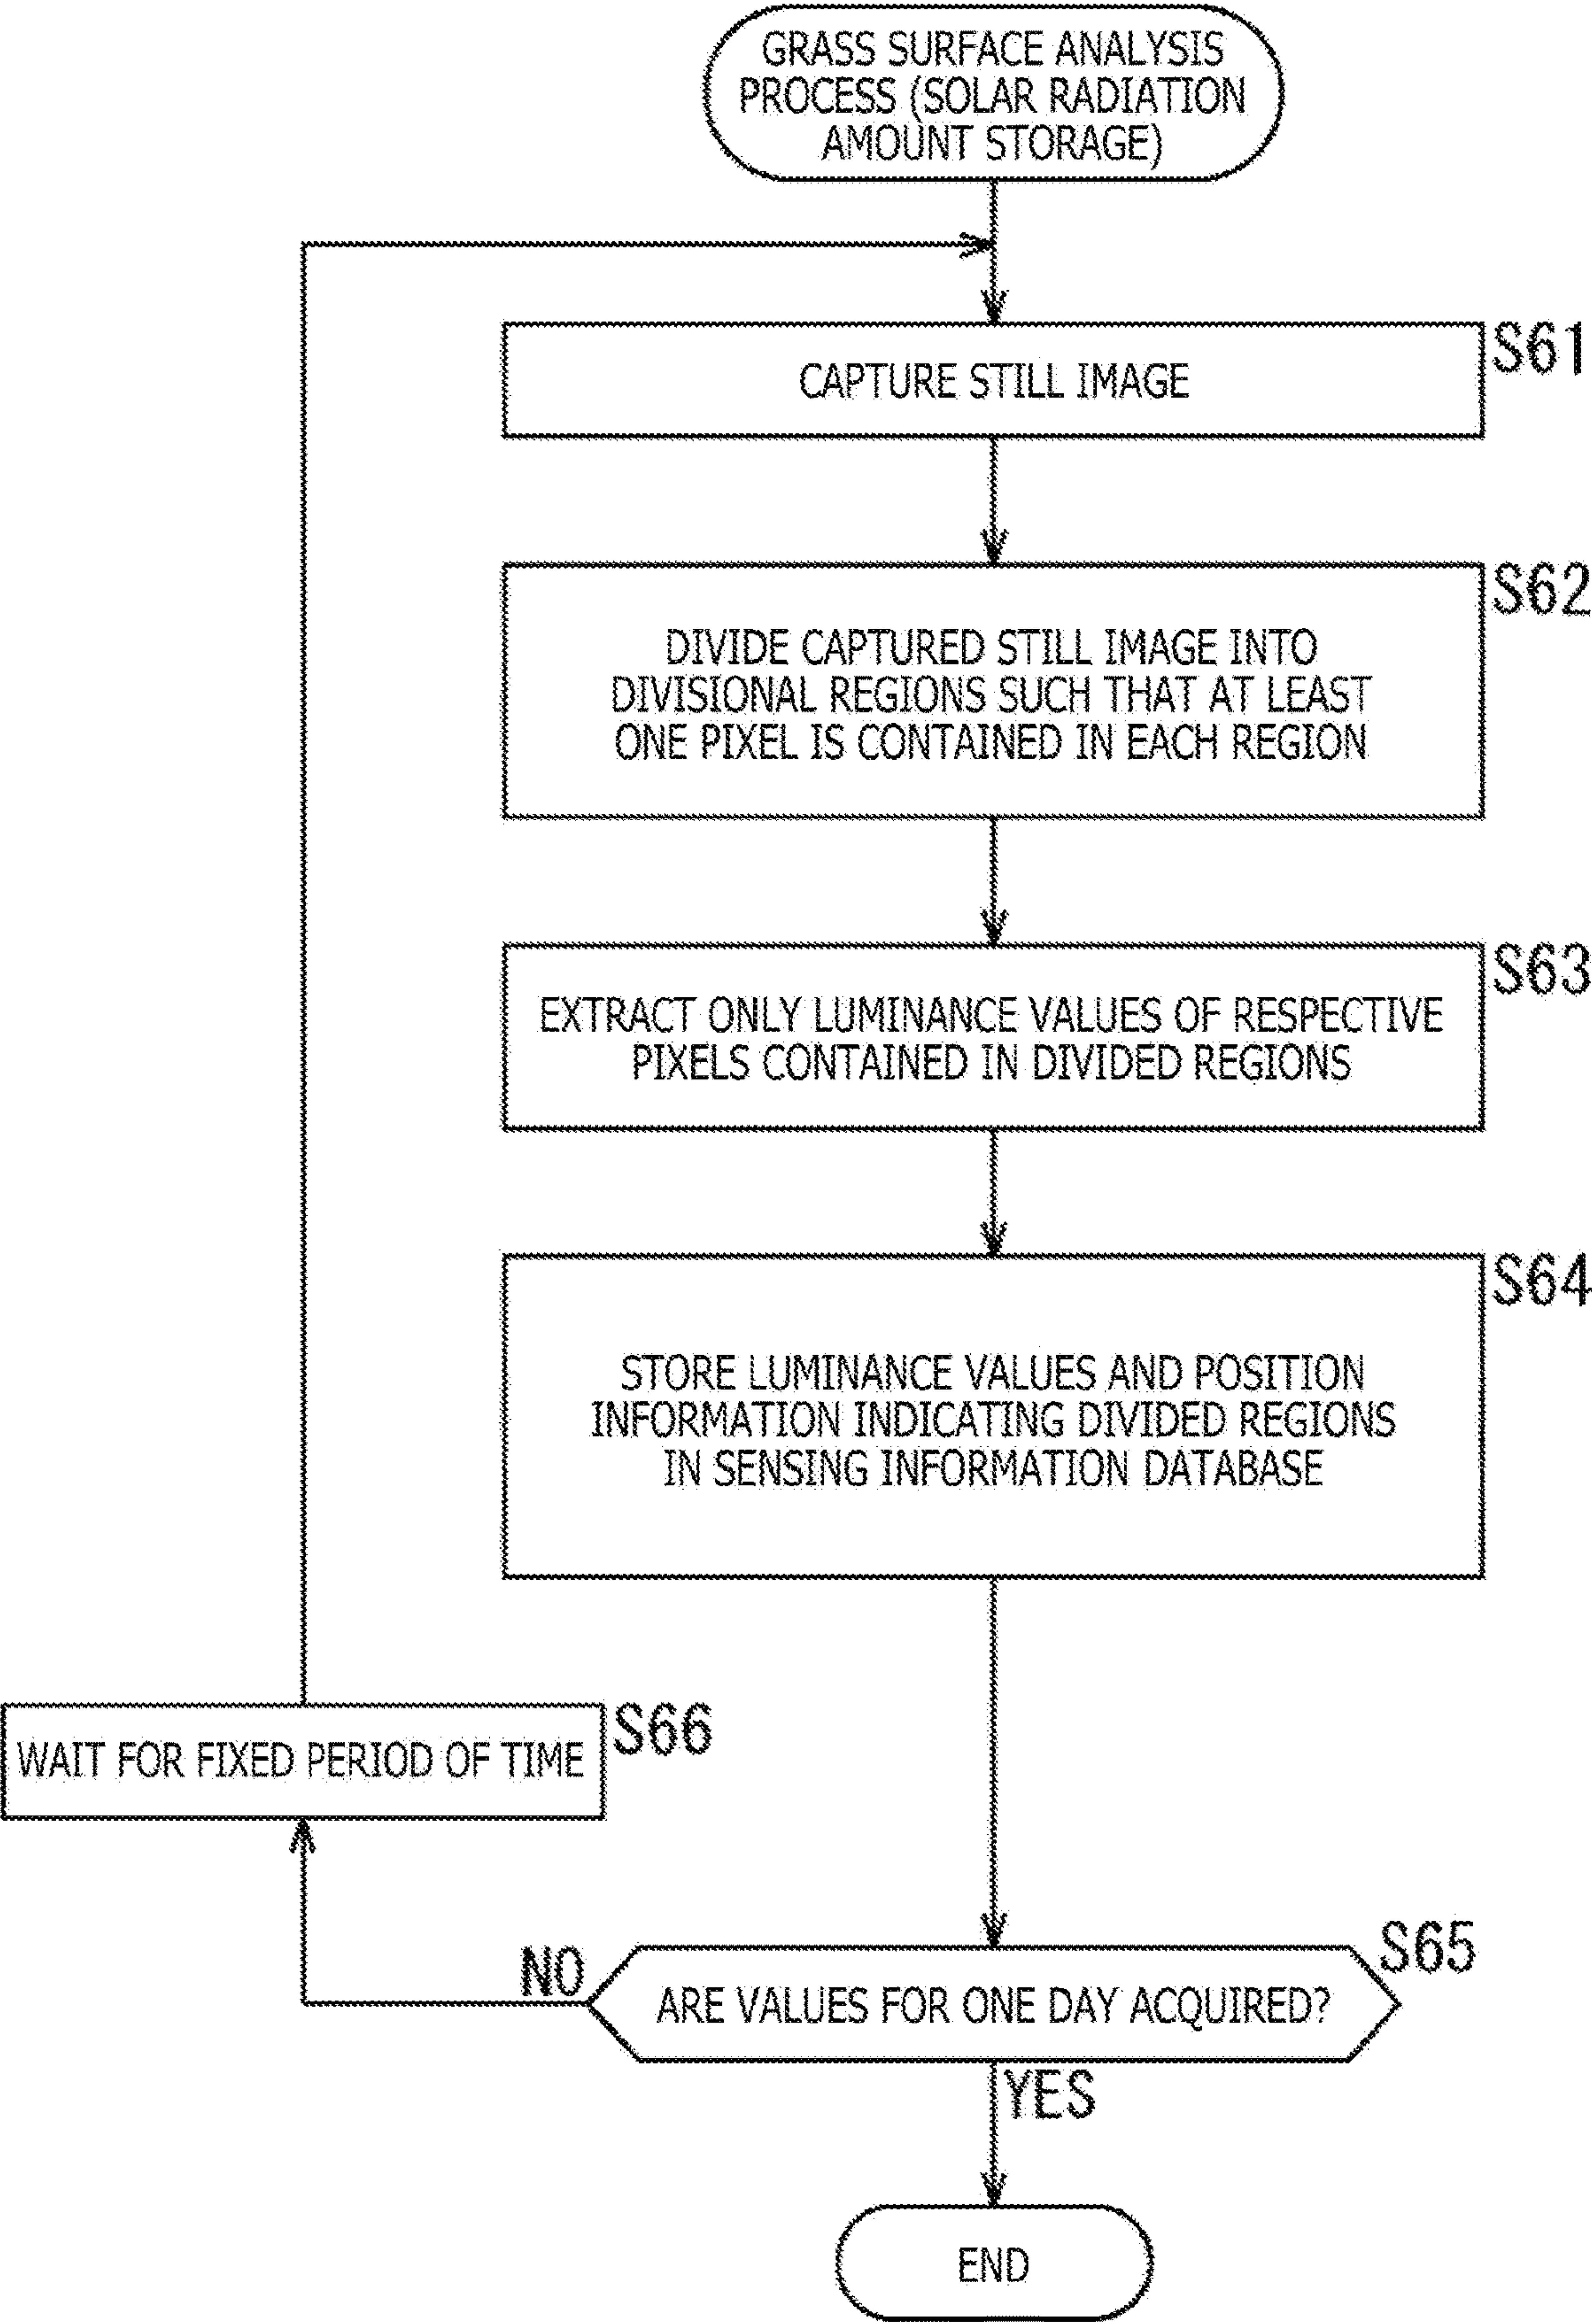 GRASS SURFACE ANALYSIS
PROCESS (SOLAR RADIATION
AMOUNT STORAGE)
S61
CAPTURE STILL IMAGE
S62
DIVIDE CAPTURED STILL IMAGE INTO
DIVISIONAL REGIONS SUCH THAT AT LEAST
ONE PIXEL IS CONTAINED IN EACH REGION
S63
EXTRACT ONLY LUMINANCE VALUES OF RESPECTIVE
PIXELS CONTAINED IN DIVIDED REGIONS
S64
STORE LUMINANCE VALUES AND POSITION
INFORMATION INDICATING DIVIDED REGIONS
IN SENSING INFORMATION DATABASE
S66
WAIT FOR FIXED PERIOD OF TIME
S65
NO
ARE VALUES FOR ONE DAY ACQUIRED?
YES
END